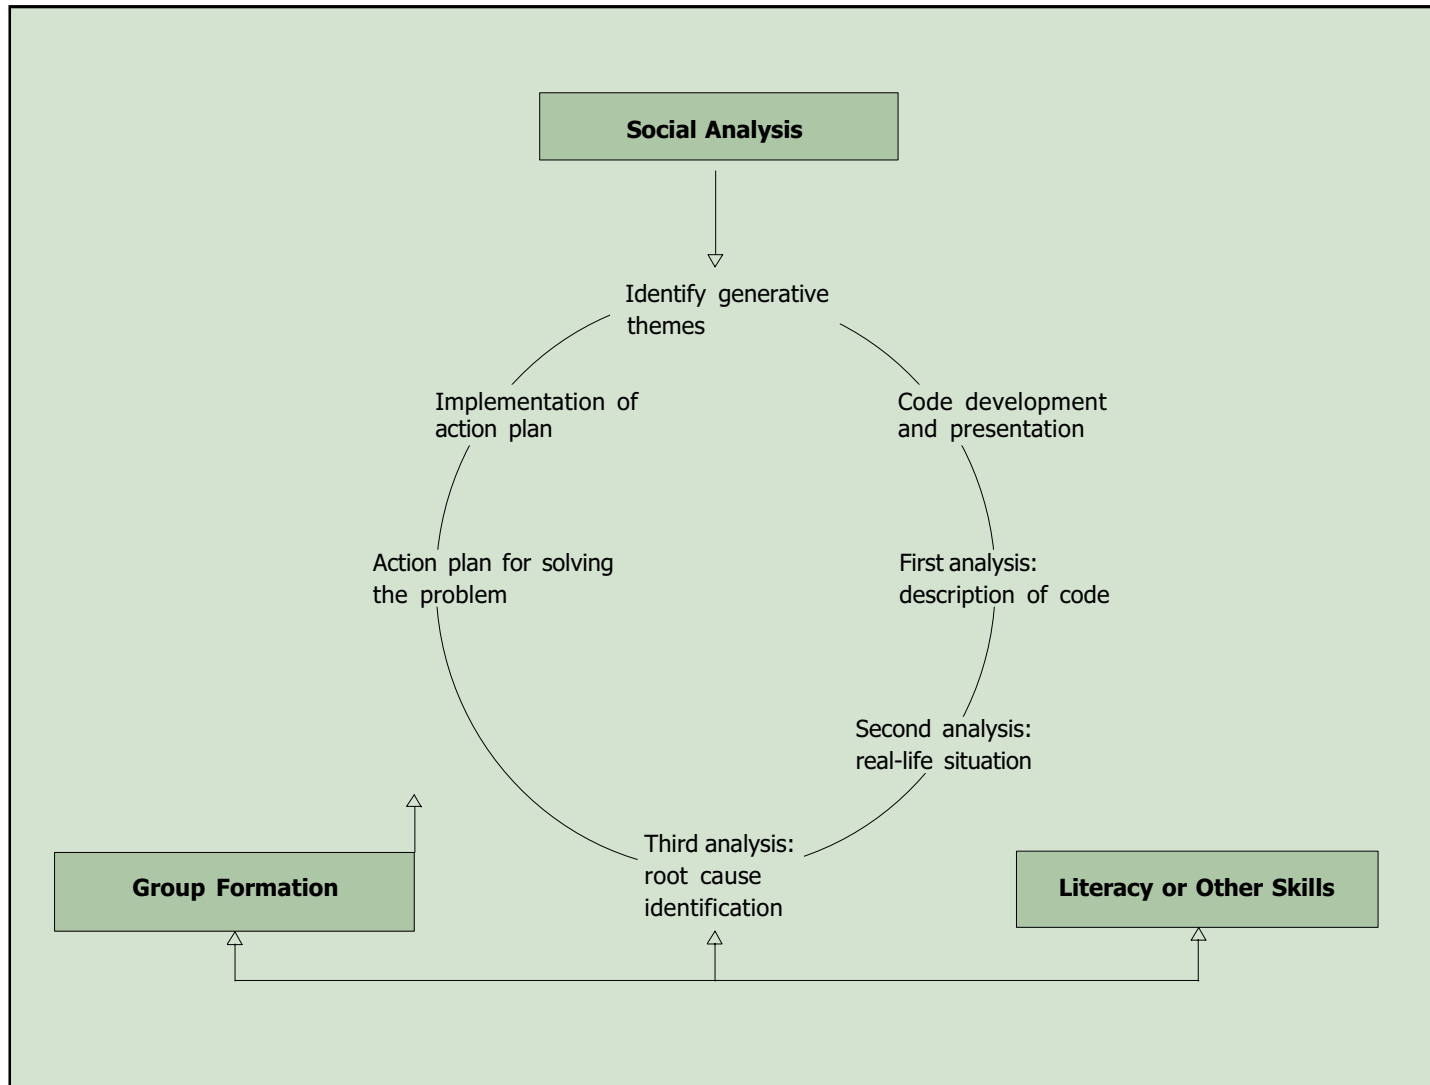 Social Analysis
Identify generative
themes
Implementation of
action plan
Code development
and presentation
Action plan for solving
the problem
First analysis:
description of code
Second analysis:
real-life situation
Third analysis:
root cause
identification
Group Formation
Literacy or Other Skills